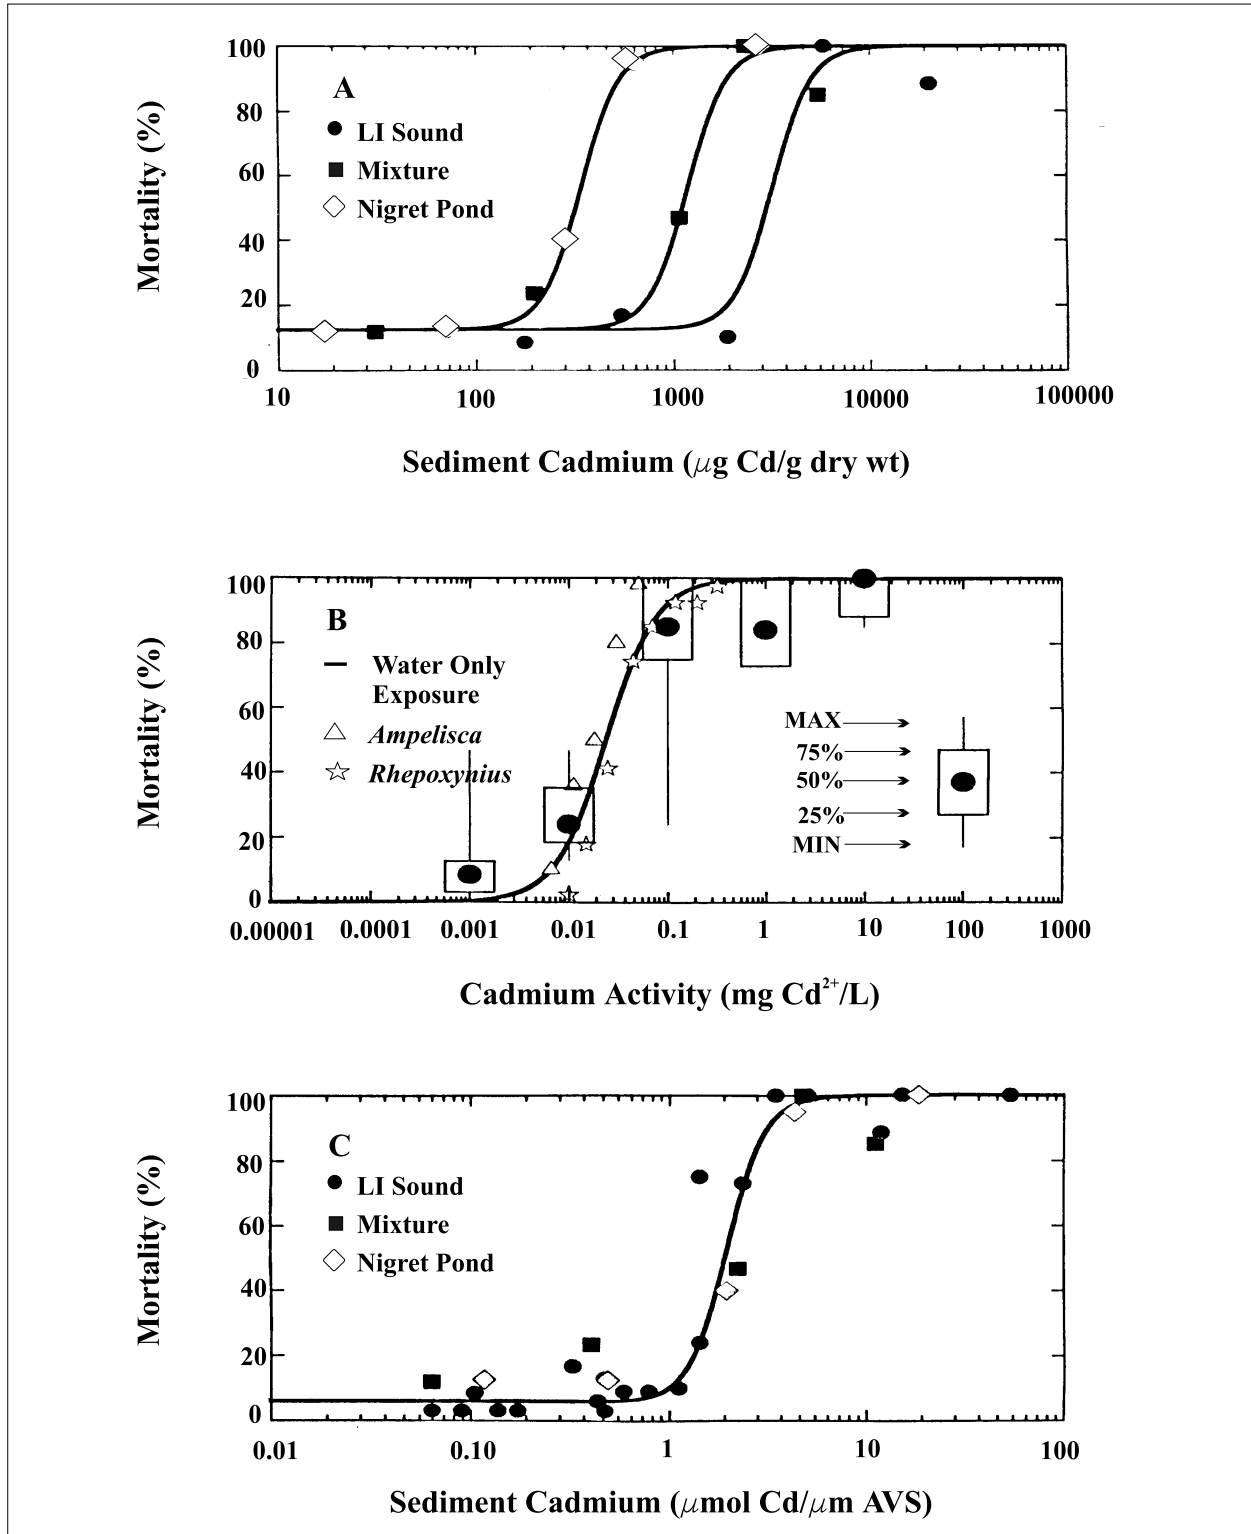 100
80
60
40
20
0
Mortality (%)
A
LI Sound
Mixture
Nigret Pond
10 100 1000 10000 100000
Sediment Cadmium (μg Cd/g dry wt)
100
80
60
40
20
0
Mortality (%)
B
Water Only
Exposure
Ampelisca
Rhepoxynius
MAX
75%
50%
25%
MIN
0.00001 0.0001 0.001 0.01 0.1 1 10 100 1000
Cadmium Activity (mg Cd²⁺/L)
100
80
60
40
20
0
Mortality (%)
C
LI Sound
Mixture
Nigret Pond
0.01 0.10 1 10 100
Sediment Cadmium (μmol Cd/μm AVS)